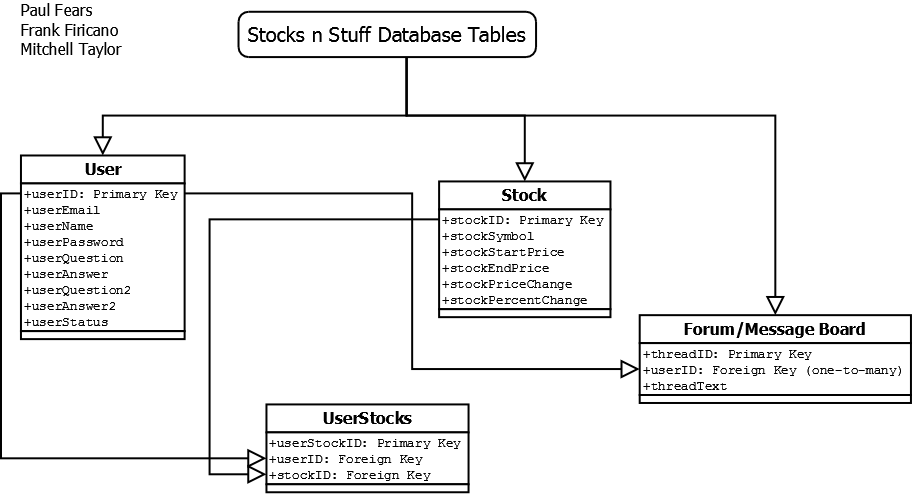 Paul Fears
Frank Firicano
Mitchell Taylor
Stocks n Stuff Database Tables
User
+userID: Primary Key
+userEmail
+userName
+userPassword
+userQuestion
+userAnswer
+userQuestion2
+userAnswer2
+userStatus
Stock
+stockID: Primary Key
+stockSymbol
+stockStartPrice
+stockEndPrice
+stockPriceChange
+stockPercentChange
Forum/Message Board
+threadID: Primary Key
+userID: Foreign Key (one-to-many)
+threadText
UserStocks
+userStockID: Primary Key
+userID: Foreign Key
+stockID: Foreign Key